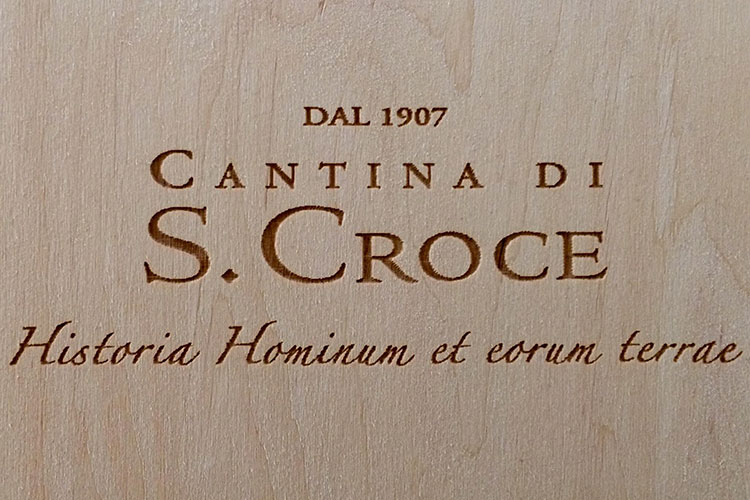 DAL 1907
CANTINA DI
S. CROCE
Historia Hominum et eorum terrae